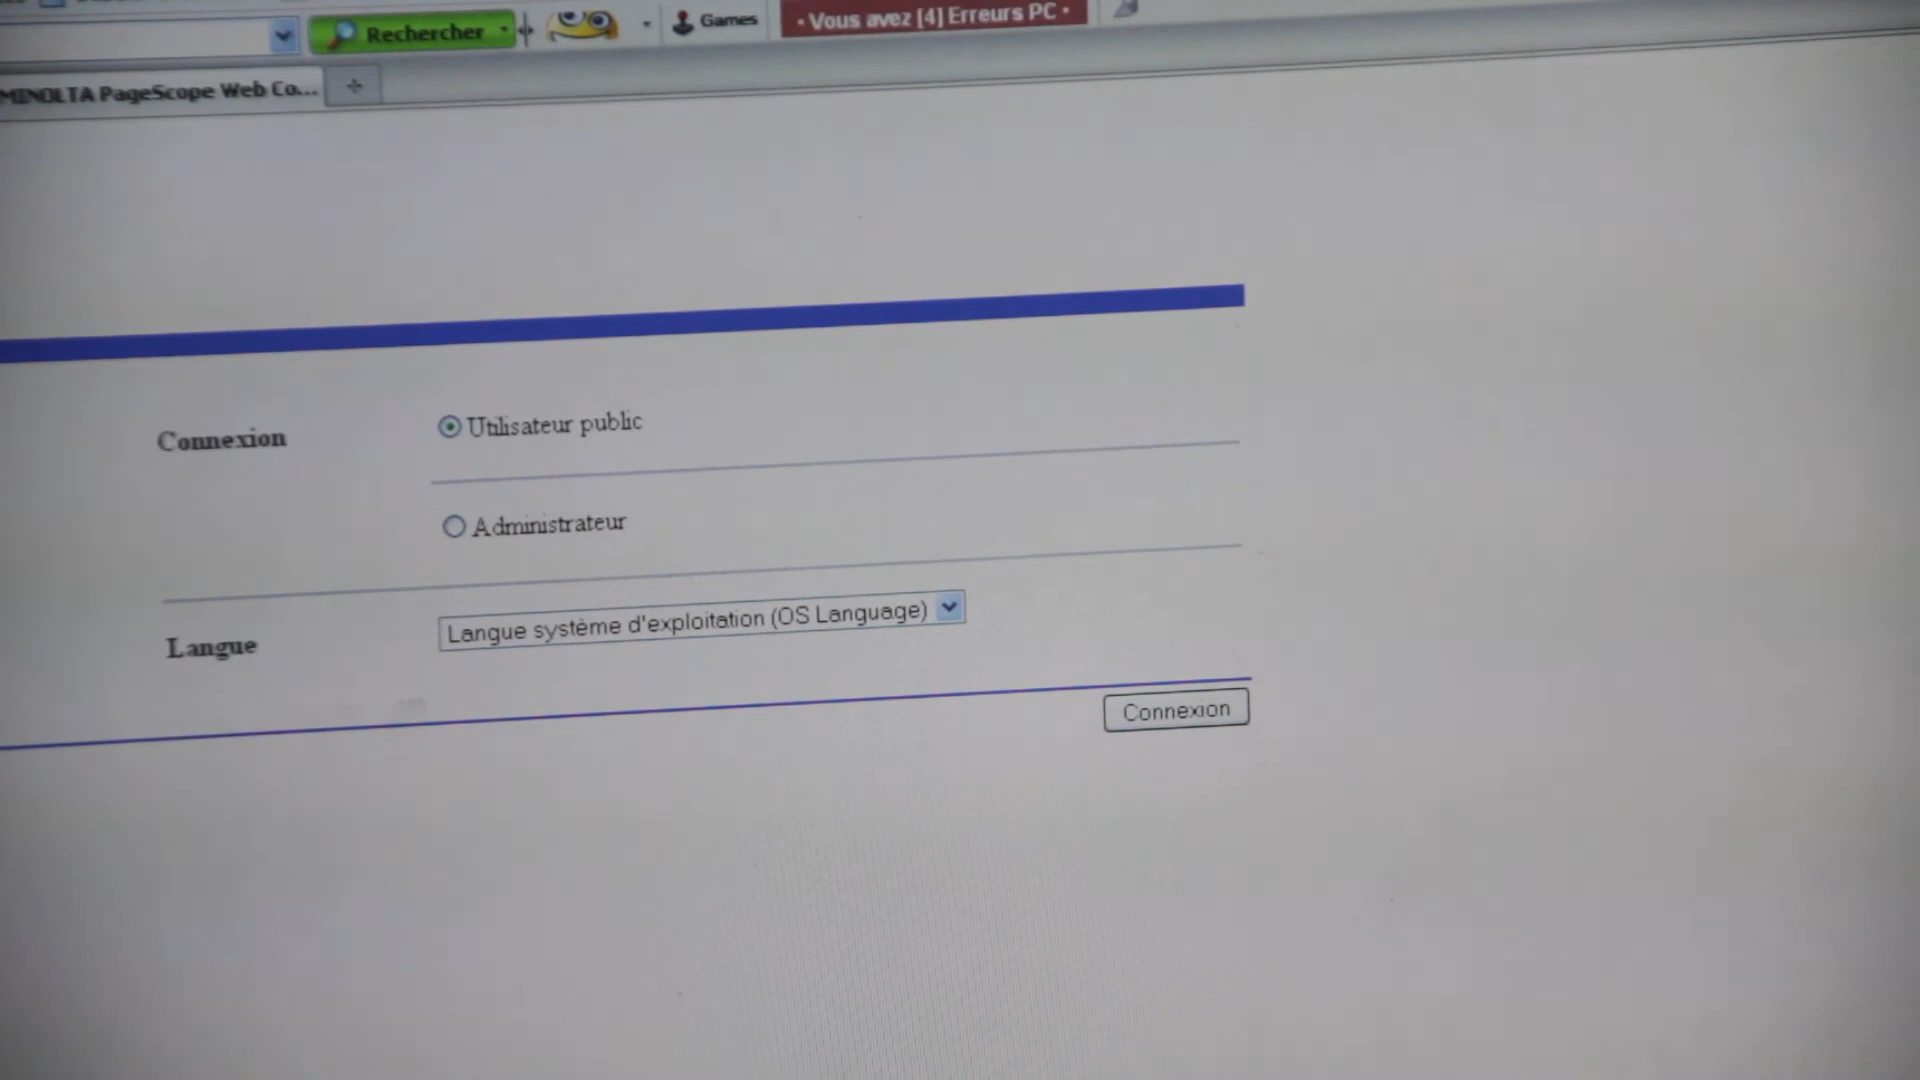 Rechercher
Games
• Vous avez [4] Erreurs PC •
MINOLTA PageScope Web Co...
Connexion
Utilisateur public
Administrateur
Langue
Langue système d'exploitation (OS Language)
Connexion